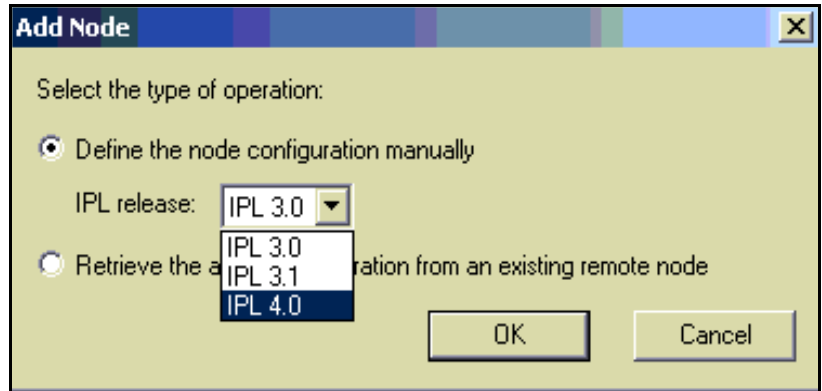 Add Node
Select the type of operation:
Define the node configuration manually
IPL release: IPL 3.0
IPL 3.0
Retrieve the a ration from an existing remote node
IPL 3.1
IPL 4.0
OK Cancel